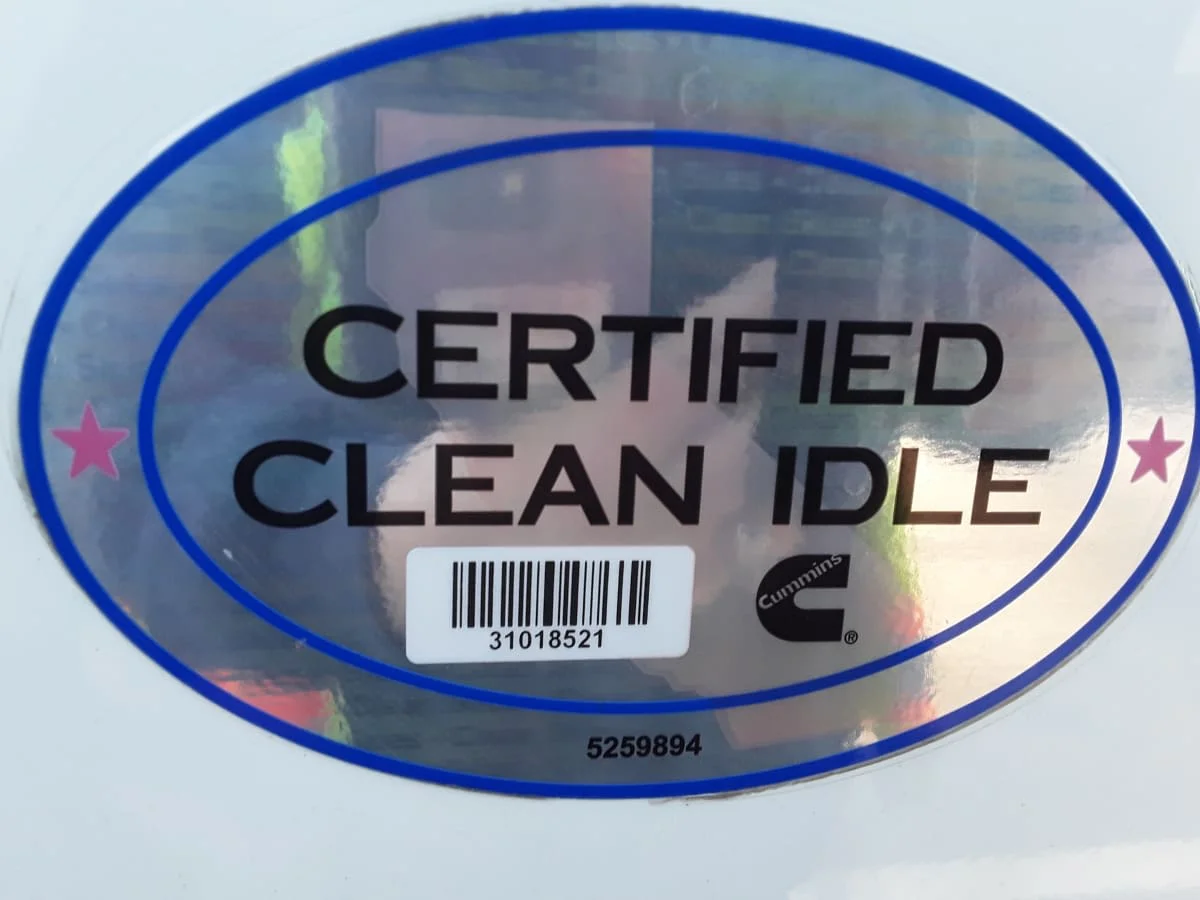 CERTIFIED
CLEAN IDLE
31018521
Cummins
®
5259894